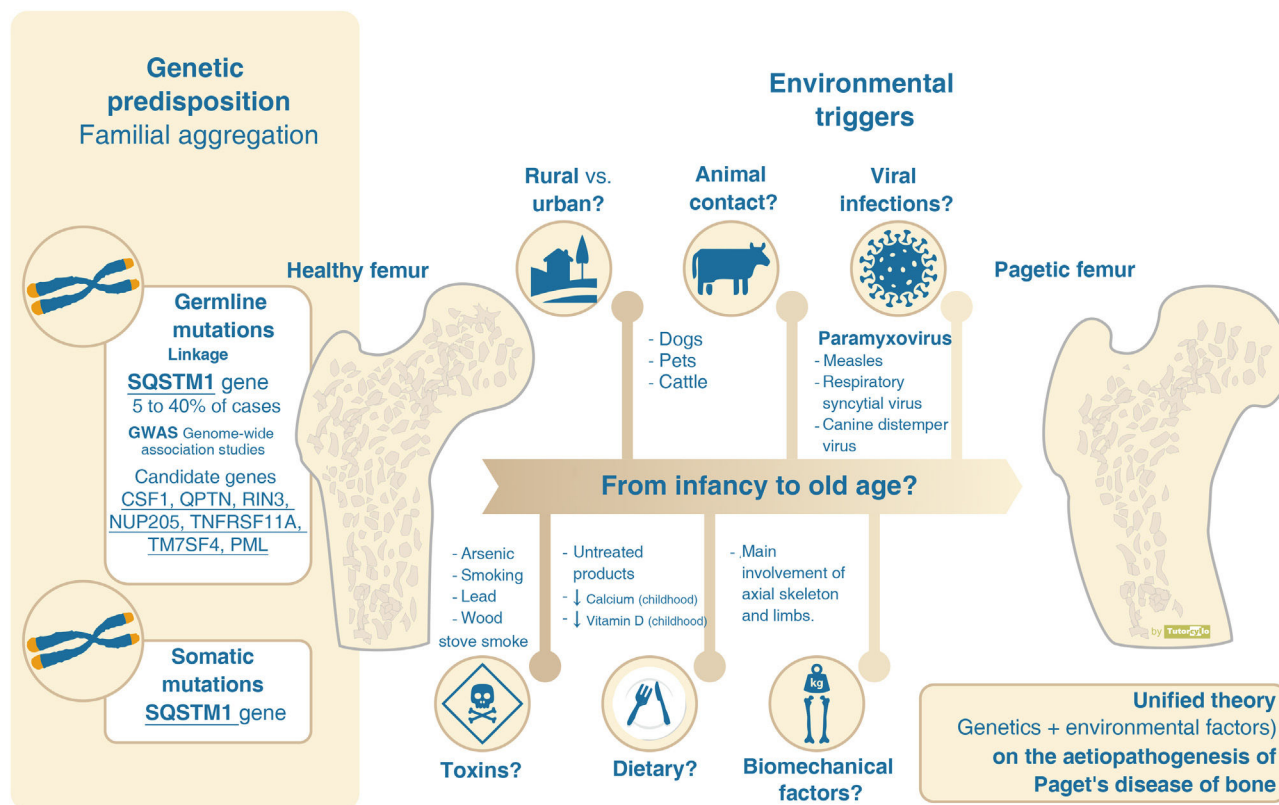 Genetic
predisposition
Familial aggregation
Germline
mutations
Linkage
SQSTM1 gene
5 to 40% of cases
GWAS Genome-wide
association studies
Candidate genes
CSF1, QPTN, RIN3,
NUP205, TNFRSF11A,
TM7SF4, PML
Somatic
mutations
SQSTM1 gene
Healthy femur
Environmental
triggers
Rural vs.
urban?
Animal
contact?
- Dogs
- Pets
- Cattle
Viral
infections?
Paramyxovirus
- Measles
- Respiratory
syncytial virus
- Canine distemper
virus
Pagetic femur
From infancy to old age?
- Arsenic
- Smoking
- Lead
- Wood
stove smoke
Toxins?
- Untreated
products
- ↓ Calcium (childhood)
- ↓ Vitamin D (childhood)
Dietary?
- Main
involvement of
axial skeleton
and limbs.
kg
Biomechanical
factors?
by Tutorcylo
Unified theory
Genetics + environmental factors)
on the aetiopathogenesis of
Paget's disease of bone